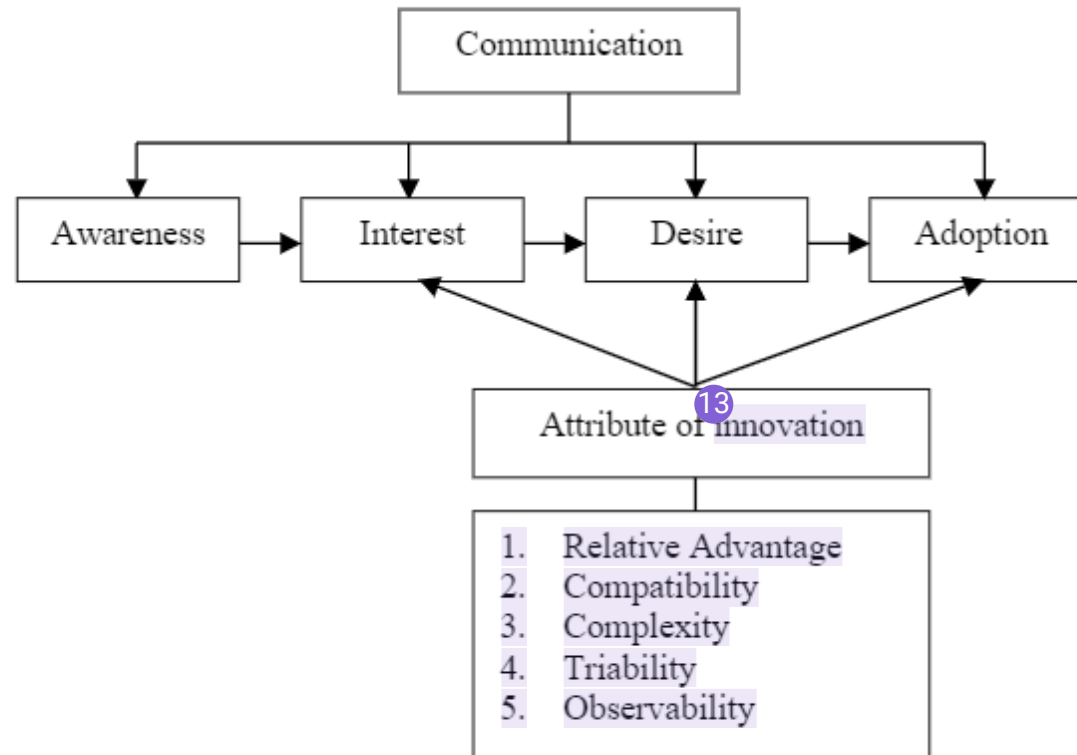 Communication
Awareness
Interest
Desire
Adoption
13
Attribute of innovation
1. Relative Advantage
2. Compatibility
3. Complexity
4. Triability
5. Observability